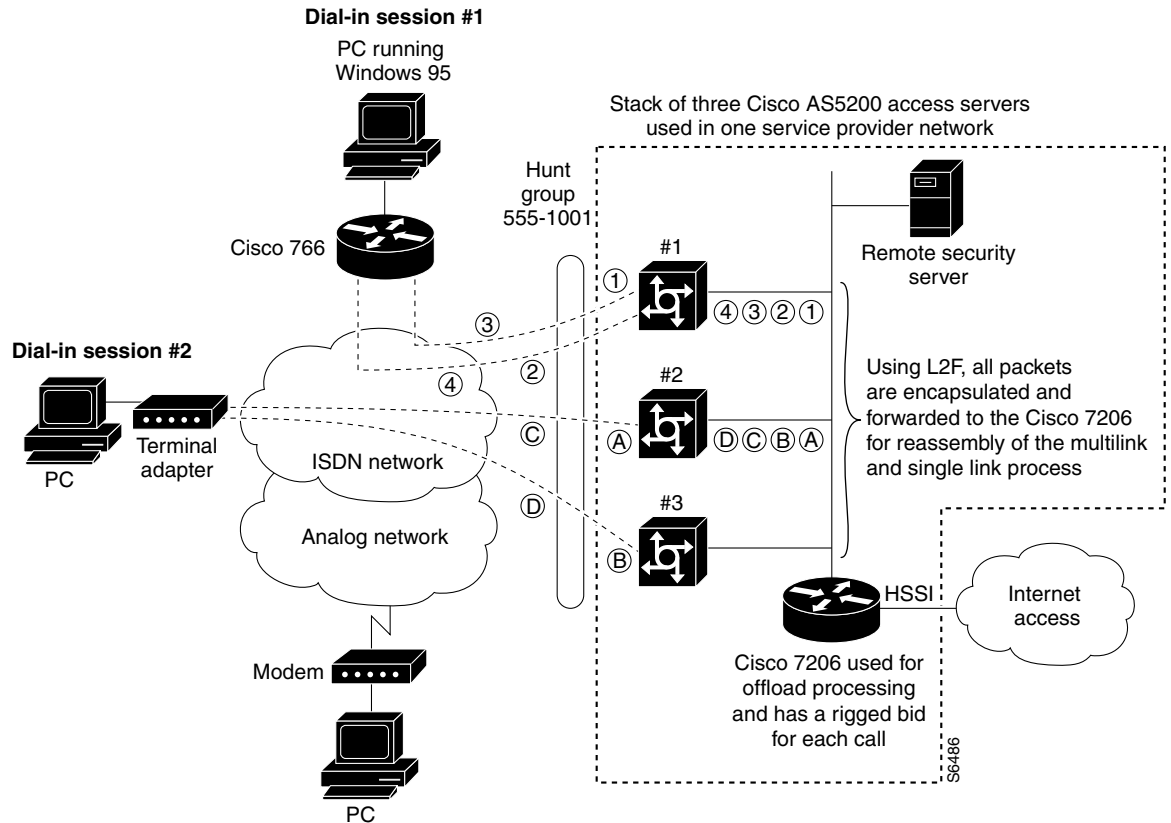 Dial-in session #1
PC running
Windows 95
Stack of three Cisco AS5200 access servers
used in one service provider network
Hunt
group
555-1001
Cisco 766
#1
Remote security
server
1
3
4 3 2 1
Dial-in session #2
4
2
#2
Using L2F, all packets
are encapsulated and
forwarded to the Cisco 7206
for reassembly of the multilink
and single link process
C
A
D C B A
Terminal
adapter
PC
ISDN network
D
#3
Analog network
B
HSSI
Internet
access
Modem
Cisco 7206 used for
offload processing
and has a rigged bid
for each call
S6486
PC